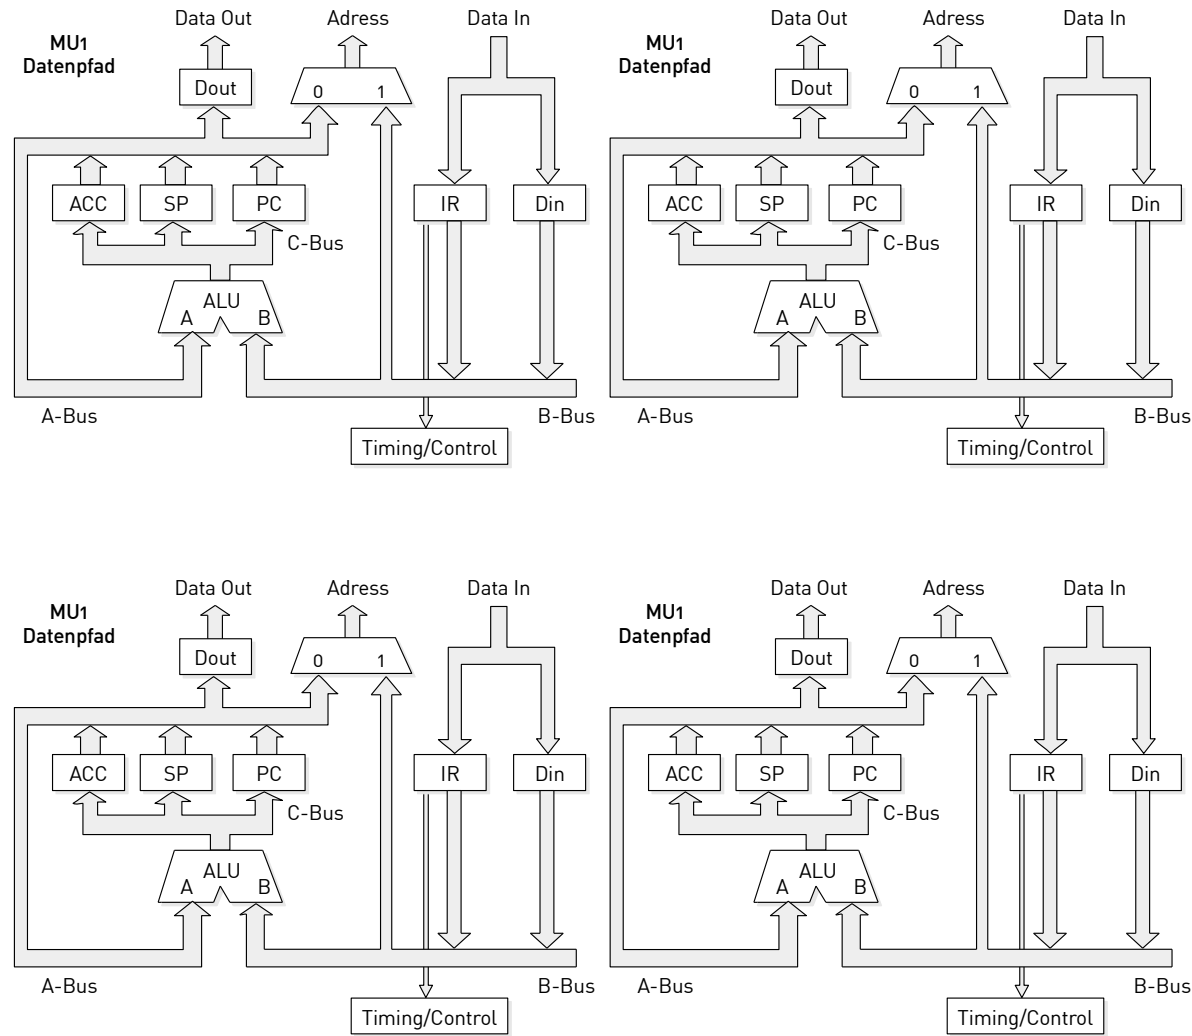 Data Out Adress Data In
MU1
Datenpfad
Dout
0 1
ACC SP PC IR Din
C-Bus
ALU
A B
A-Bus B-Bus
Timing/Control
Data Out Adress Data In
MU1
Datenpfad
Dout
0 1
ACC SP PC IR Din
C-Bus
ALU
A B
A-Bus B-Bus
Timing/Control
Data Out Adress Data In
MU1
Datenpfad
Dout
0 1
ACC SP PC IR Din
C-Bus
ALU
A B
A-Bus B-Bus
Timing/Control
Data Out Adress Data In
MU1
Datenpfad
Dout
0 1
ACC SP PC IR Din
C-Bus
ALU
A B
A-Bus B-Bus
Timing/Control